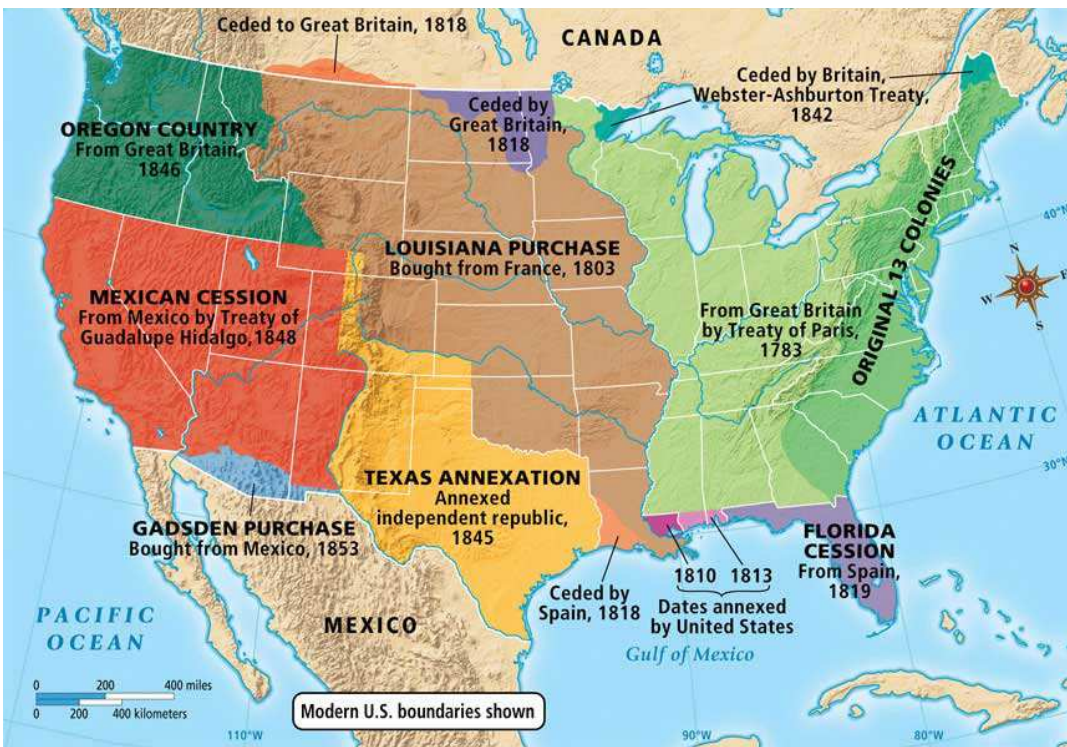 Ceded to Great Britain, 1818
CANADA
Ceded by Britain,
Webster-Ashburton Treaty,
1842
OREGON COUNTRY
From Great Britain,
1846
Ceded by
Great Britain,
1818
ORIGINAL 13 COLONIES
40°N
N
E
S
W
LOUISIANA PURCHASE
Bought from France, 1803
MEXICAN CESSION
From Mexico by Treaty of
Guadalupe Hidalgo, 1848
From Great Britain
by Treaty of Paris,
1783
ATLANTIC
OCEAN
30°N
TEXAS ANNEXATION
Annexed
independent republic,
1845
GADSDEN PURCHASE
Bought from Mexico, 1853
FLORIDA
CESSION
From Spain,
1819
Ceded by
Spain, 1818
1810 1813
Dates annexed
by United States
PACIFIC
OCEAN
MEXICO
Gulf of Mexico
0 200 400 miles
0 200 400 kilometers
Modern U.S. boundaries shown
110°W
90°W
80°W